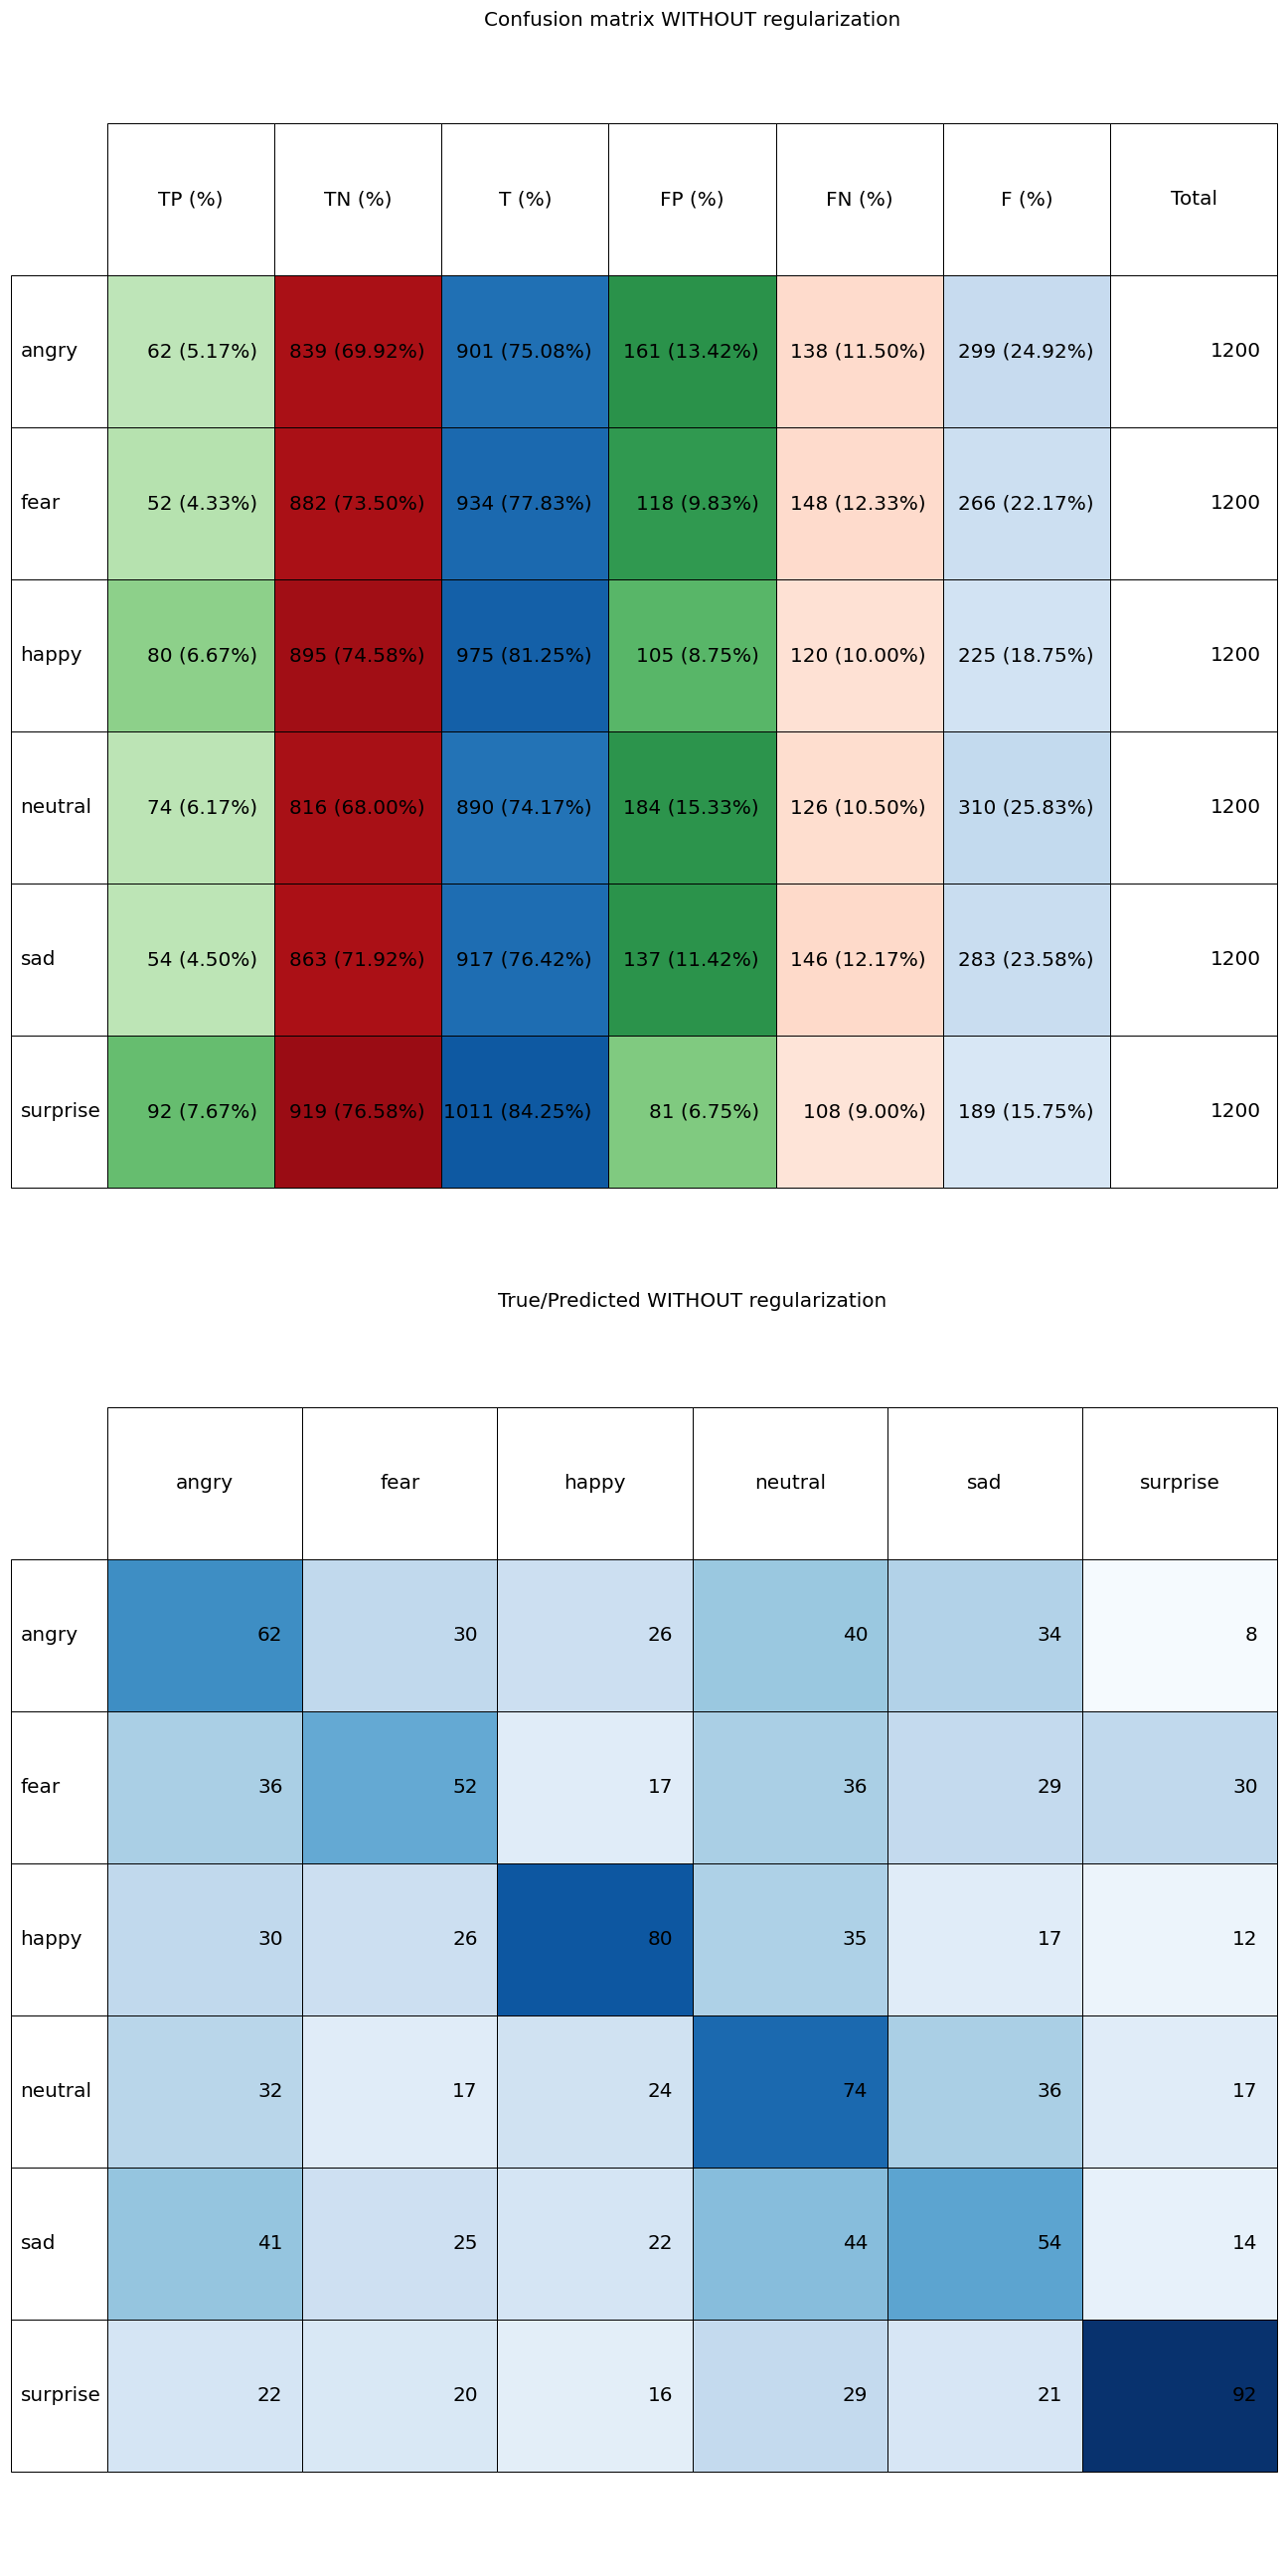 Confusion matrix WITHOUT regularization
TP (%) TN (%) T (%) FP (%) FN (%) F (%) Total
angry 62 (5.17%) 839 (69.92%) 901 (75.08%) 161 (13.42%) 138 (11.50%) 299 (24.92%) 1200
fear 52 (4.33%) 882 (73.50%) 934 (77.83%) 118 (9.83%) 148 (12.33%) 266 (22.17%) 1200
happy 80 (6.67%) 895 (74.58%) 975 (81.25%) 105 (8.75%) 120 (10.00%) 225 (18.75%) 1200
neutral 74 (6.17%) 816 (68.00%) 890 (74.17%) 184 (15.33%) 126 (10.50%) 310 (25.83%) 1200
sad 54 (4.50%) 863 (71.92%) 917 (76.42%) 137 (11.42%) 146 (12.17%) 283 (23.58%) 1200
surprise 92 (7.67%) 919 (76.58%) 1011 (84.25%) 81 (6.75%) 108 (9.00%) 189 (15.75%) 1200
True/Predicted WITHOUT regularization
angry fear happy neutral sad surprise
angry 62 30 26 40 34 8
fear 36 52 17 36 29 30
happy 30 26 80 35 17 12
neutral 32 17 24 74 36 17
sad 41 25 22 44 54 14
surprise 22 20 16 29 21 92